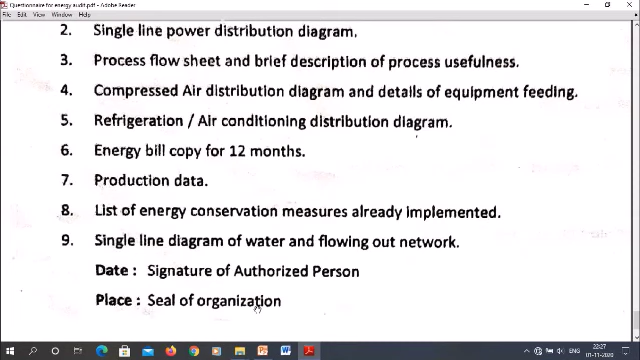 Questionnaire for energy audit.pdf - Adobe Reader
File Edit View Window Help
2. Single line power distribution diagram.
3. Process flow sheet and brief description of process usefulness.
4. Compressed Air distribution diagram and details of equipment feeding.
5. Refrigeration / Air conditioning distribution diagram.
6. Energy bill copy for 12 months.
7. Production data.
8. List of energy conservation measures already implemented.
9. Single line diagram of water and flowing out network.
Date : Signature of Authorized Person
Place : Seal of organization
22:27
01-11-2020